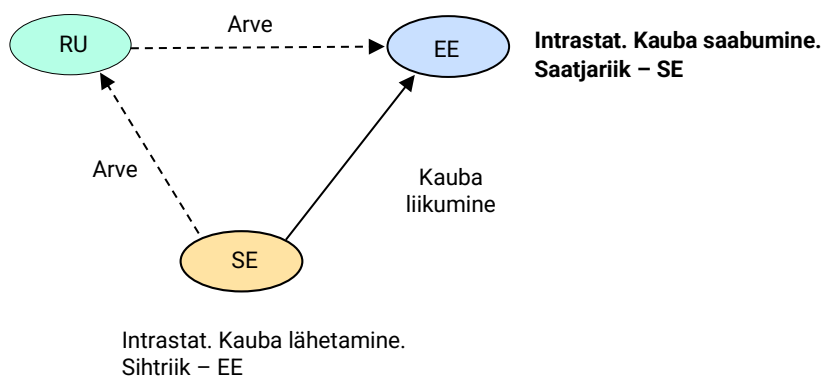 Arve
RU
EE
Intrastat. Kauba saabumine.
Saatjariik – SE
Arve
Kauba
liikumine
SE
Intrastat. Kauba lähetamine.
Sihtriik – EE